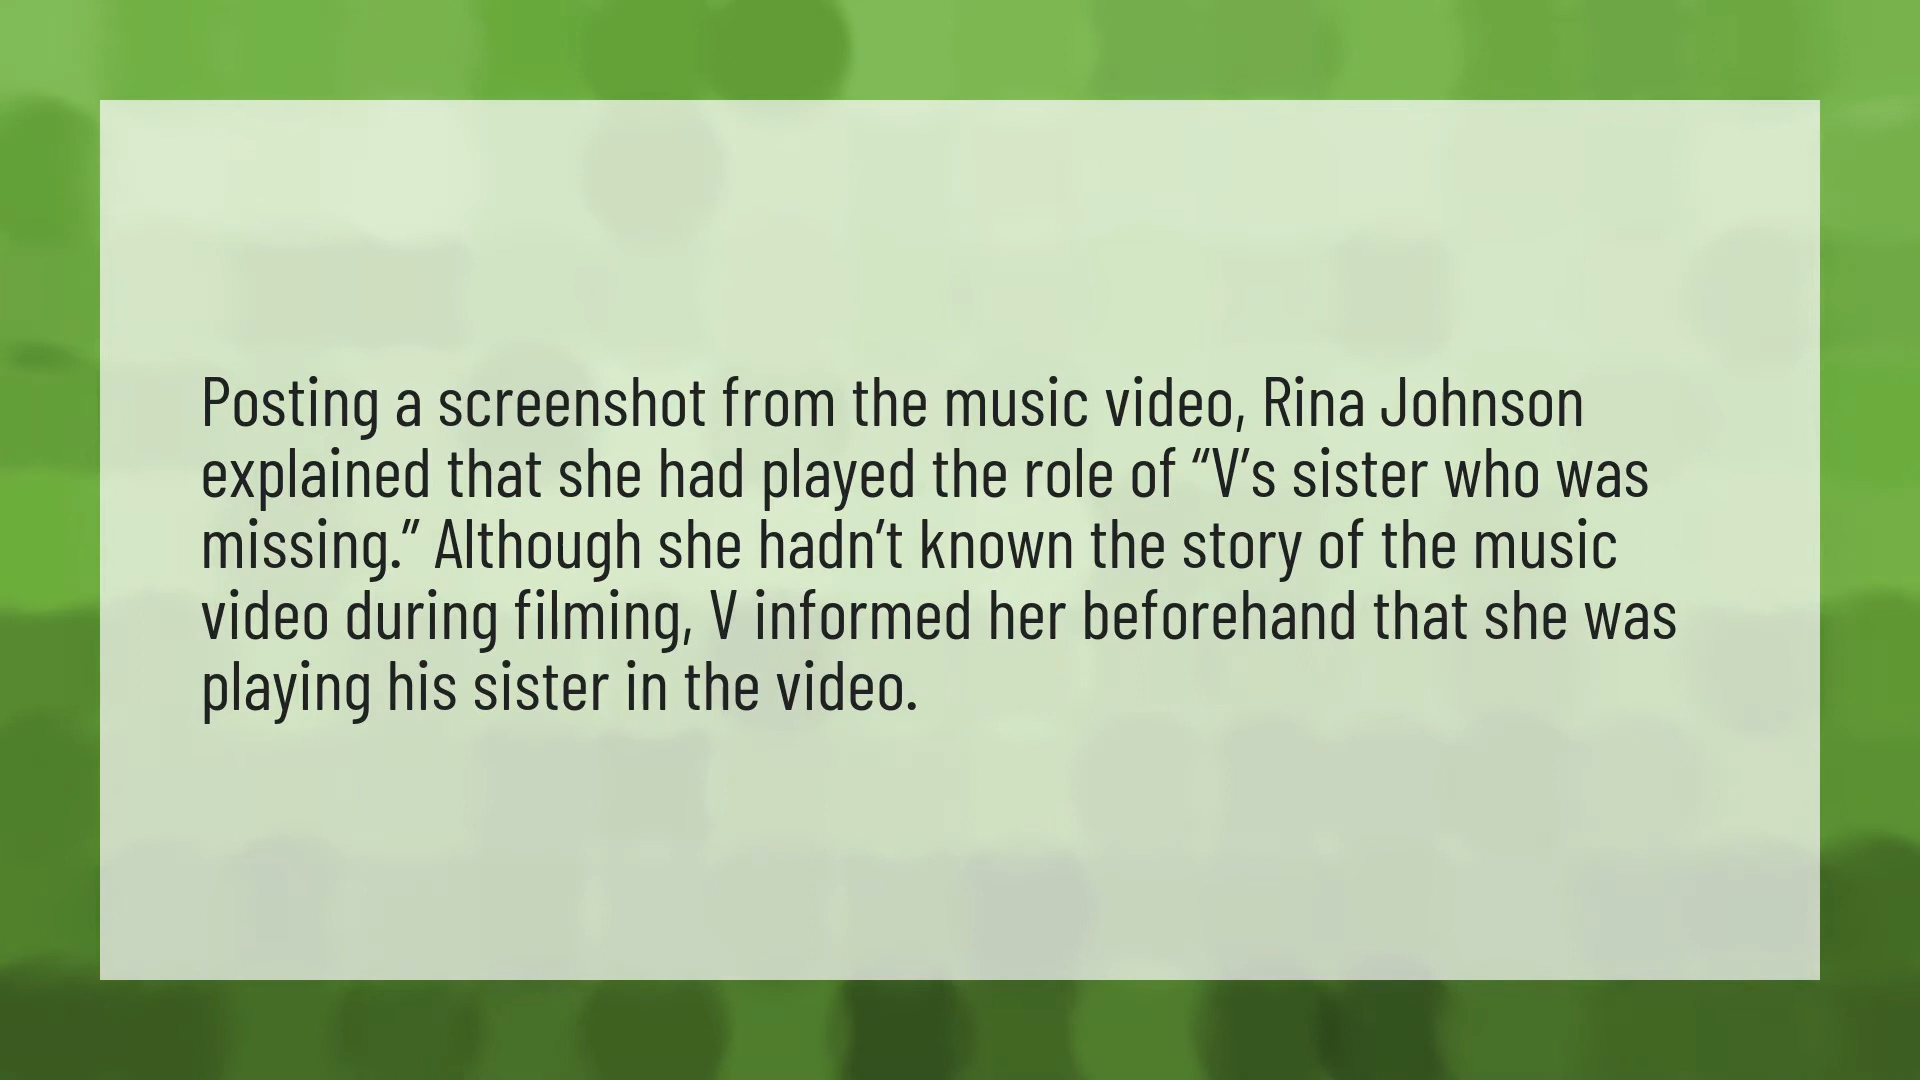 Posting a screenshot from the music video, Rina Johnson
explained that she had played the role of “V’s sister who was
missing.” Although she hadn’t known the story of the music
video during filming, V informed her beforehand that she was
playing his sister in the video.